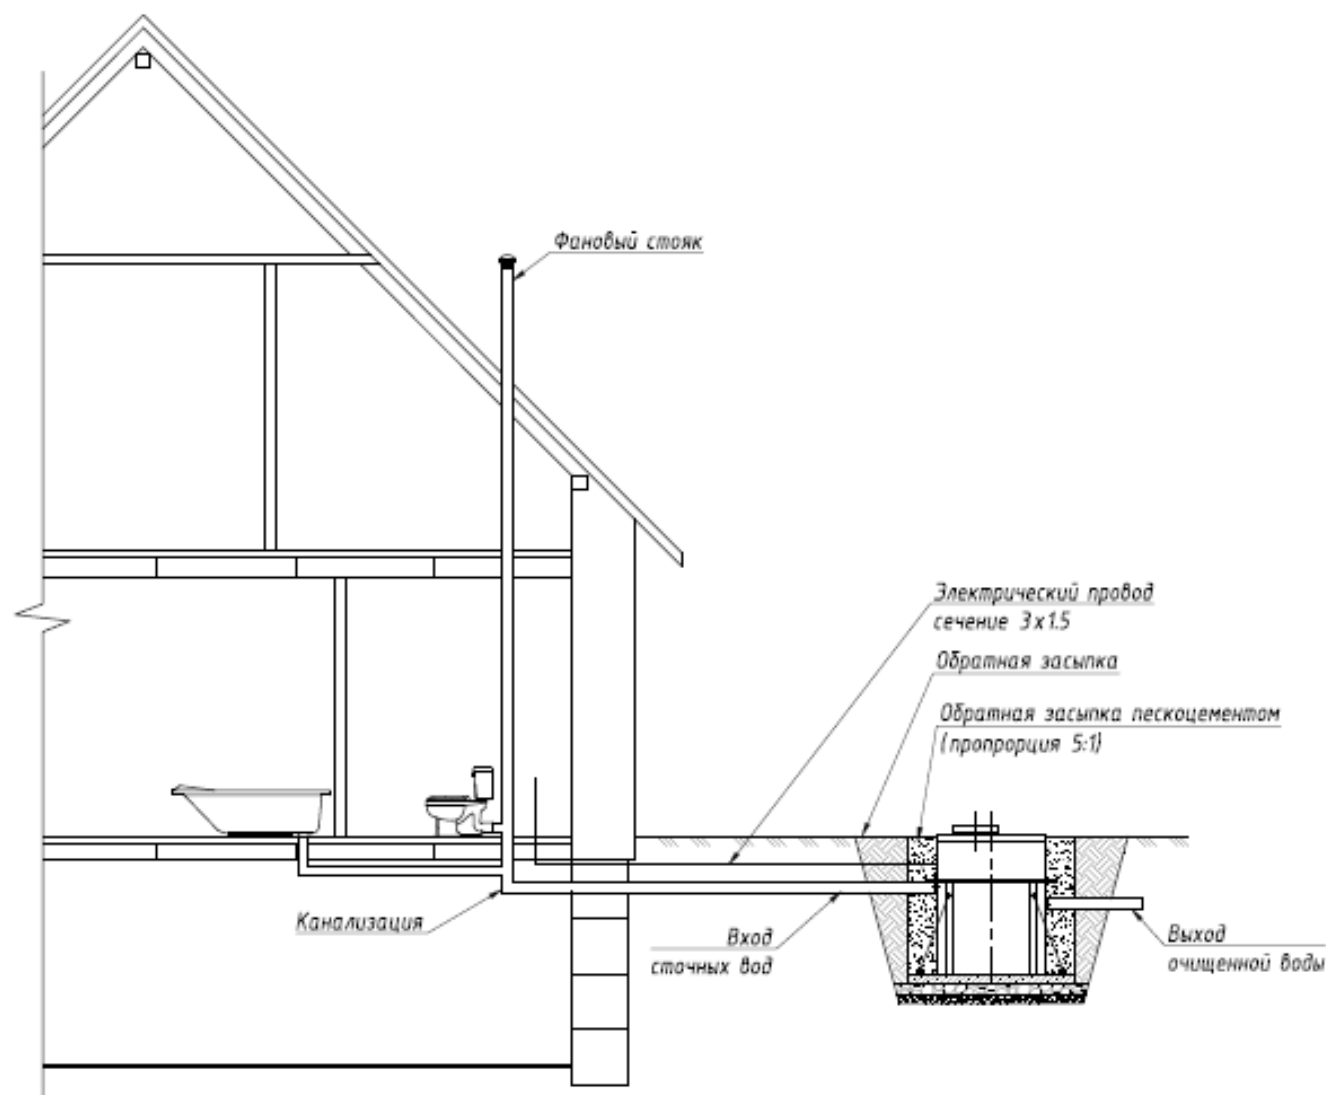 Фановый стояк
Электрический провод
сечение 3х1.5
Обратная засыпка
Обратная засыпка пескоцементом
(пропрорция 5:1)
Канализация
Вход
сточных вод
Выход
очищенной воды